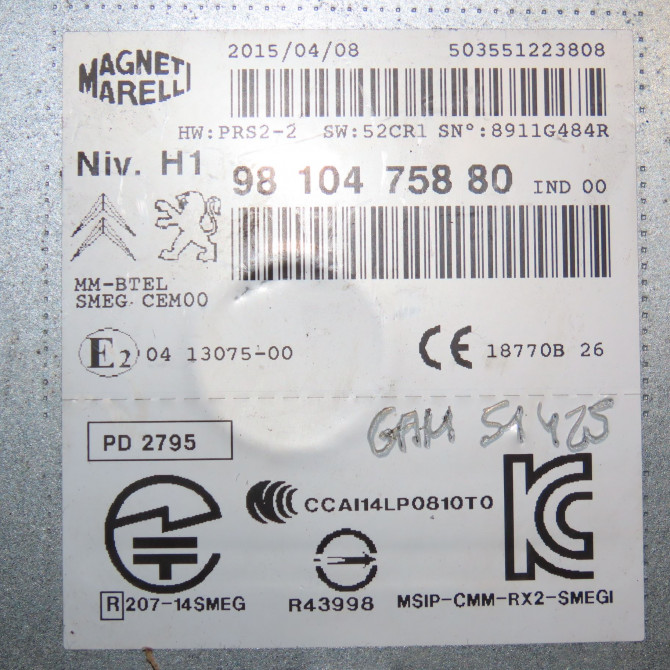 MAGNETI MARELLI
2015/04/08 503551223808
HW:PRS2-2 SW:52CR1 SN°:8911G484R
Niv. H1
98 104 758 80 IND 00
MM-BTEL
SMEG CEM00
E2 04 13075-00
CE 18770B 26
GAM 51425
PD 2795
CCAI14LP0810T0
KC
R 207-14SMEG
R43998
MSIP-CMM-RX2-SMEGI